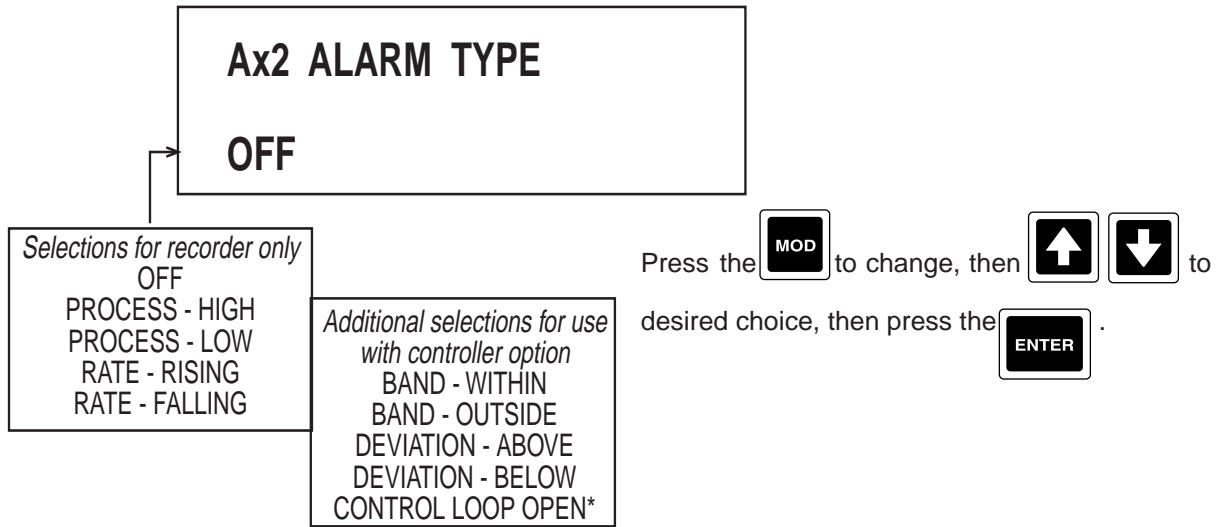 Ax2 ALARM TYPE
OFF
Selections for recorder only
OFF
PROCESS - HIGH
PROCESS - LOW
RATE - RISING
RATE - FALLING
Additional selections for use
with controller option
BAND - WITHIN
BAND - OUTSIDE
DEVIATION - ABOVE
DEVIATION - BELOW
CONTROL LOOP OPEN*
Press the MOD to change, then to
desired choice, then press the ENTER .